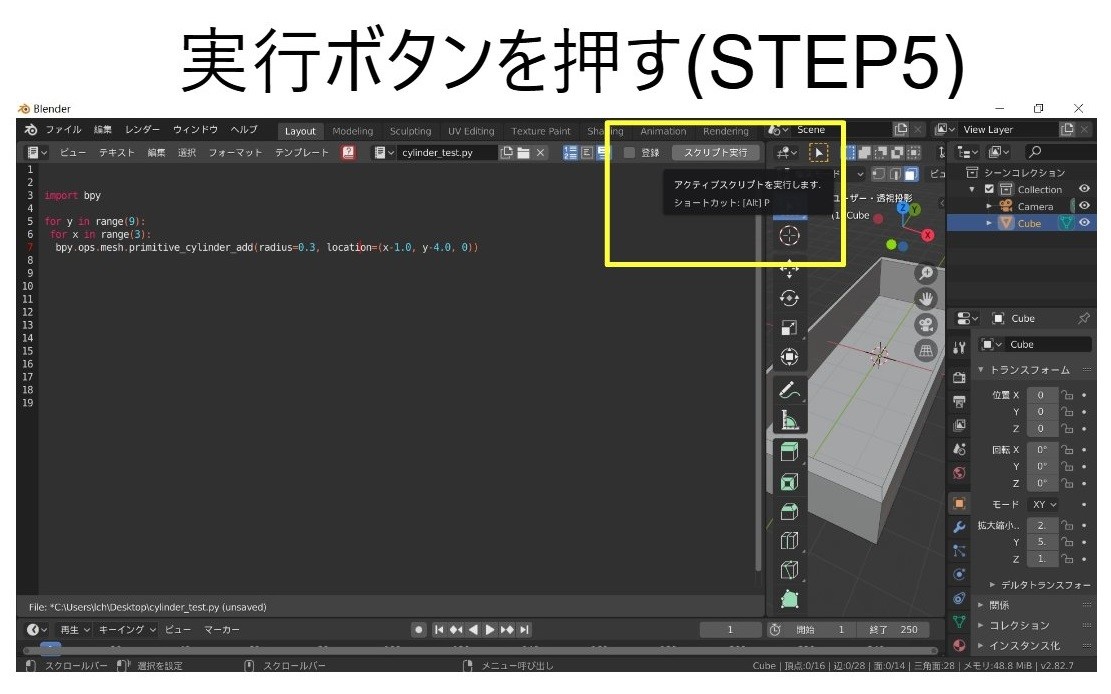 実行ボタンを押す(STEP5)
Blender
ファイル 編集 レンダー ウィンドウ ヘルプ Layout Modeling Sculpting UV Editing Texture Paint Shading Animation Rendering Scene View Layer
ビュー テキスト 編集 選択 フォーマット テンプレート cylinder_test.py 登録 スクリプト実行
アクティブスクリプトを実行します.
ショートカット: [Alt] P
1
2
3 import bpy
4
5 for y in range(9):
6 for x in range(3):
7 bpy.ops.mesh.primitive_cylinder_add(radius=0.3, location=(x-1.0, y-4.0, 0))
8
9
10
11
12
13
14
15
16
17
18
19
ユーザー・透視投影
(1) Cube
Z
Y
X
シーンコレクション
Collection
Camera
Cube
Cube
Cube
トランスフォーム
位置 X 0
Y 0
Z 0
回転 X 0°
Y 0°
Z 0°
モード XY
拡大縮小.. 2.
Y 5.
Z 1.
デルタトランスフォー
関係
コレクション
インスタンス化
File: *C:\Users\lch\Desktop\cylinder_test.py (unsaved)
再生 キーイング ビュー マーカー 1 開始 1 終了 250
スクロールバー 選択を設定 スクロールバー メニュー呼び出し Cube | 頂点:0/16 | 辺:0/28 | 面:0/14 | 三角面:28 | メモリ:48.8 MiB | v2.82.7